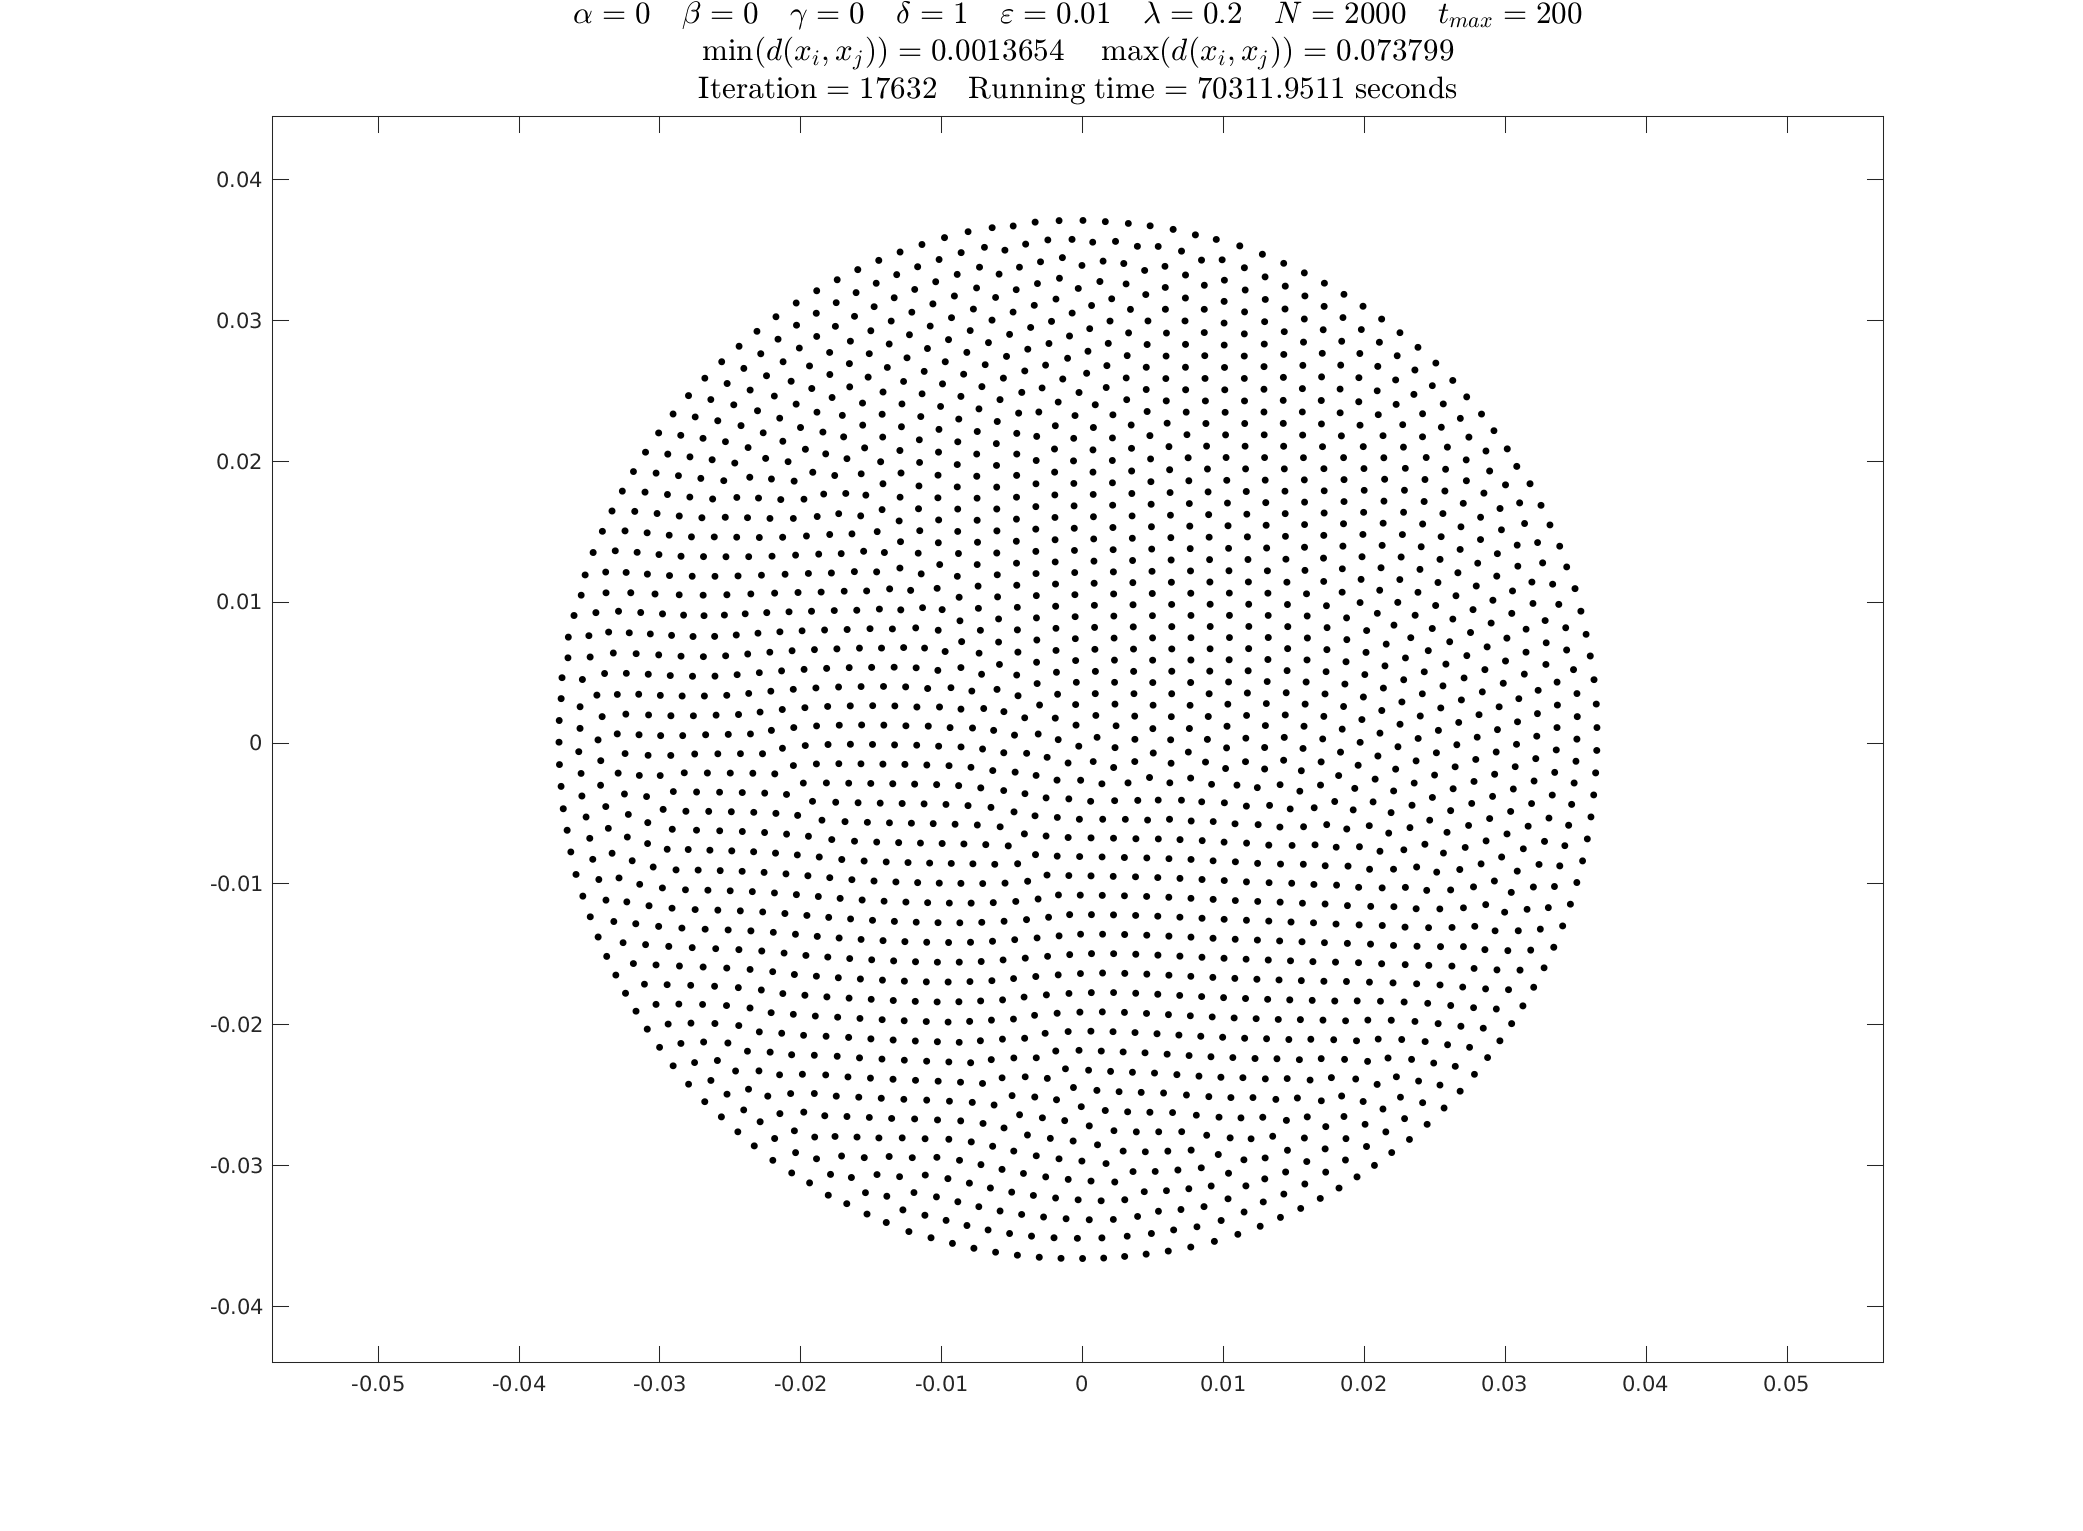 α = 0 β = 0 γ = 0 δ = 1 ε = 0.01 λ = 0.2 N = 2000 t_max = 200
min(d(x_i, x_j)) = 0.0013654 max(d(x_i, x_j)) = 0.073799
Iteration = 17632 Running time = 70311.9511 seconds
0.04
0.03
0.02
0.01
0
-0.01
-0.02
-0.03
-0.04
-0.05 -0.04 -0.03 -0.02 -0.01 0 0.01 0.02 0.03 0.04 0.05